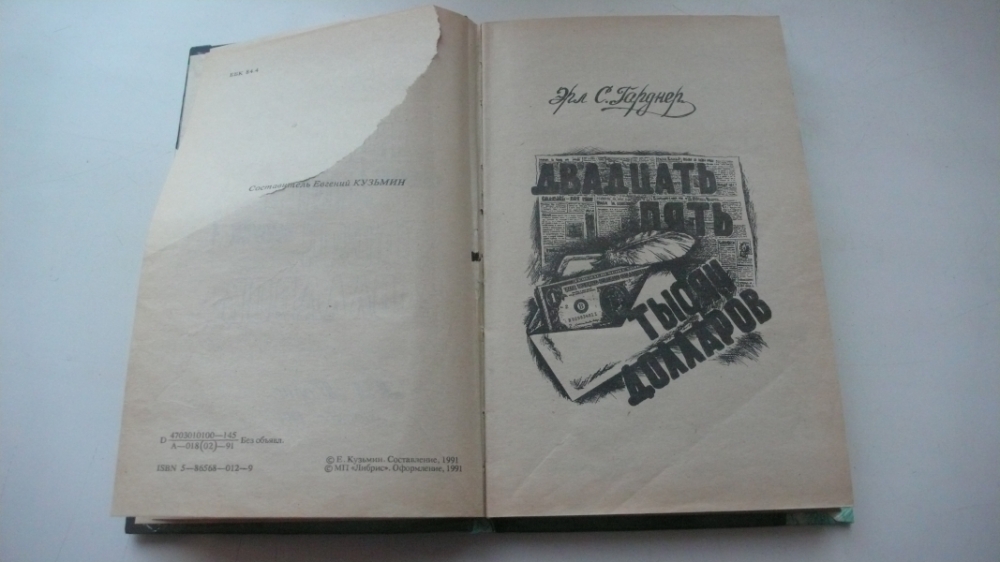 ББК 84.4
Составитель Евгений КУЗЬМИН
D 4703010100—145
А—018(02)—91 Без объявл.
ISBN 5—86568—012—9
© Е. Кузьмин. Составление, 1991
© МП «Либрис». Оформление, 1991
Эрл С. Гарднер
ДВАДЦАТЬ
ПЯТЬ
ТЫСЯЧ
ДОЛЛАРОВ